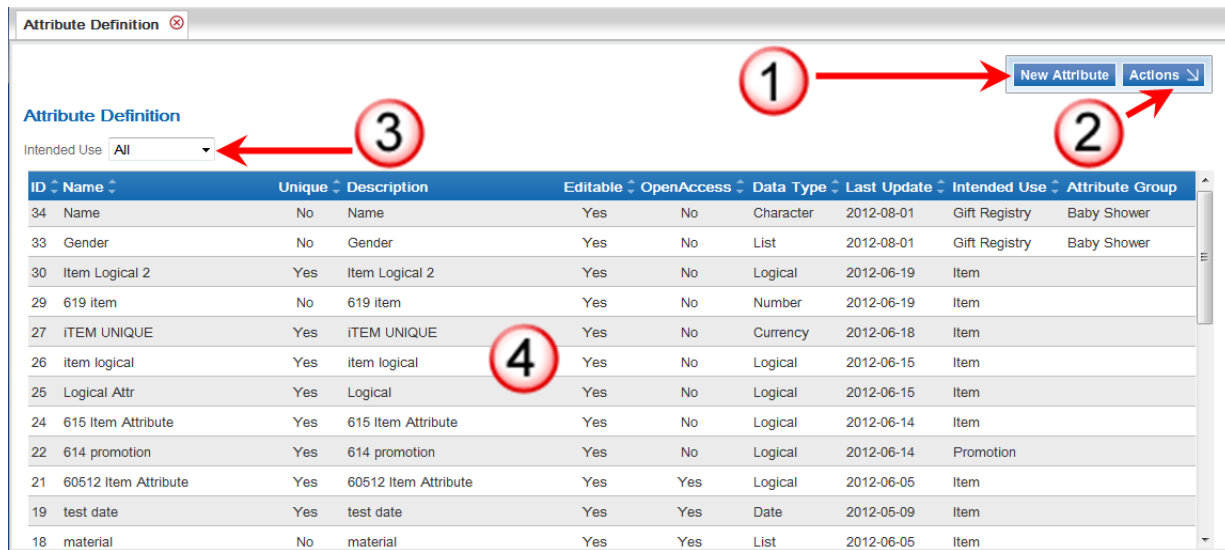 Attribute Definition
1
New Attribute Actions
2
Attribute Definition
3
Intended Use All
ID Name Unique Description Editable OpenAccess Data Type Last Update Intended Use Attribute Group
34 Name No Name Yes No Character 2012-08-01 Gift Registry Baby Shower
33 Gender No Gender Yes No List 2012-08-01 Gift Registry Baby Shower
30 Item Logical 2 Yes Item Logical 2 Yes No Logical 2012-06-19 Item
29 619 item No 619 item Yes No Number 2012-06-19 Item
27 iTEM UNIQUE Yes iTEM UNIQUE Yes No Currency 2012-06-18 Item
4
26 item logical Yes item logical Yes No Logical 2012-06-15 Item
25 Logical Attr Yes Logical Yes No Logical 2012-06-15 Item
24 615 Item Attribute Yes 615 Item Attribute Yes No Logical 2012-06-14 Item
22 614 promotion Yes 614 promotion Yes No Logical 2012-06-14 Promotion
21 60512 Item Attribute Yes 60512 Item Attribute Yes Yes Logical 2012-06-05 Item
19 test date Yes test date Yes Yes Date 2012-05-09 Item
18 material No material Yes Yes List 2012-06-05 Item